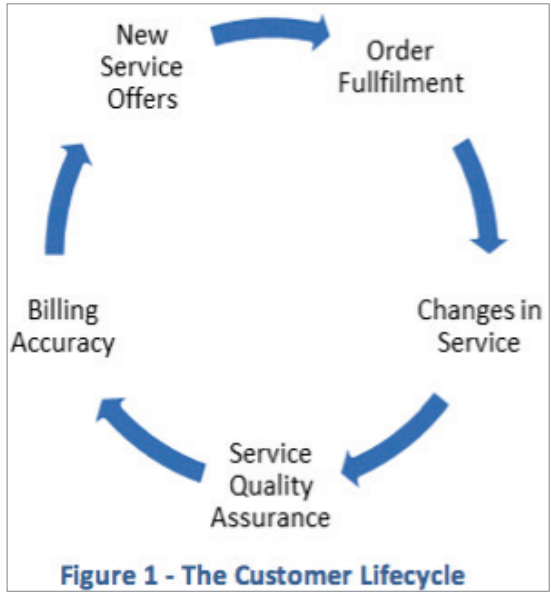 New
Service
Offers
Order
Fullfilment
Changes in
Service
Service
Quality
Assurance
Billing
Accuracy
Figure 1 - The Customer Lifecycle